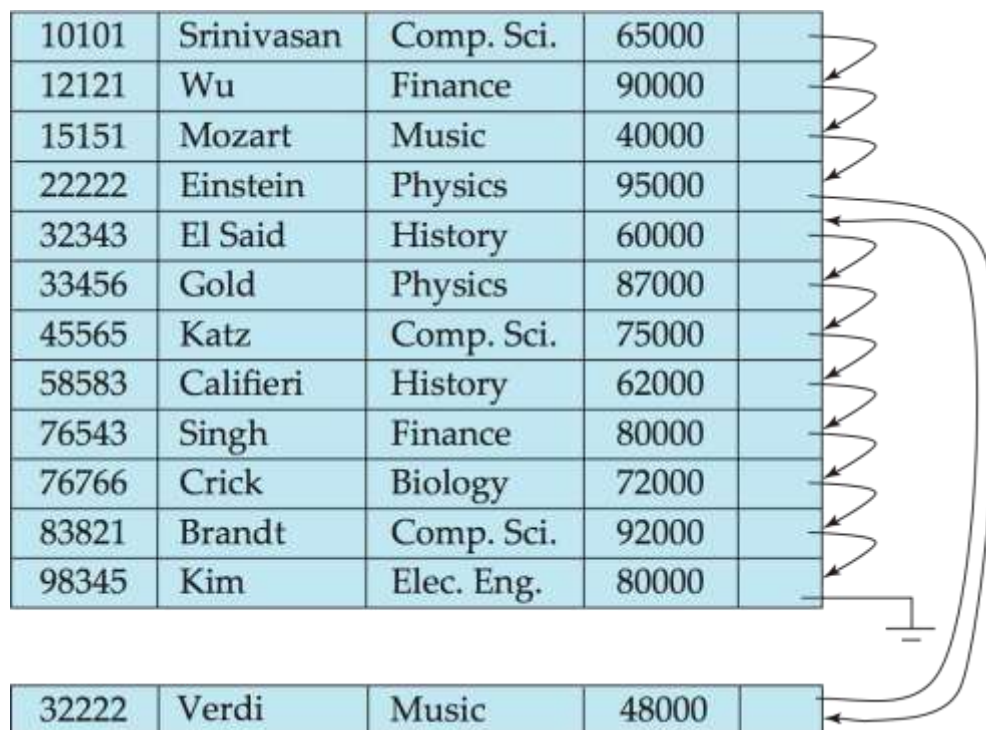 10101 Srinivasan Comp. Sci. 65000
12121 Wu Finance 90000
15151 Mozart Music 40000
22222 Einstein Physics 95000
32343 El Said History 60000
33456 Gold Physics 87000
45565 Katz Comp. Sci. 75000
58583 Califieri History 62000
76543 Singh Finance 80000
76766 Crick Biology 72000
83821 Brandt Comp. Sci. 92000
98345 Kim Elec. Eng. 80000
32222 Verdi Music 48000